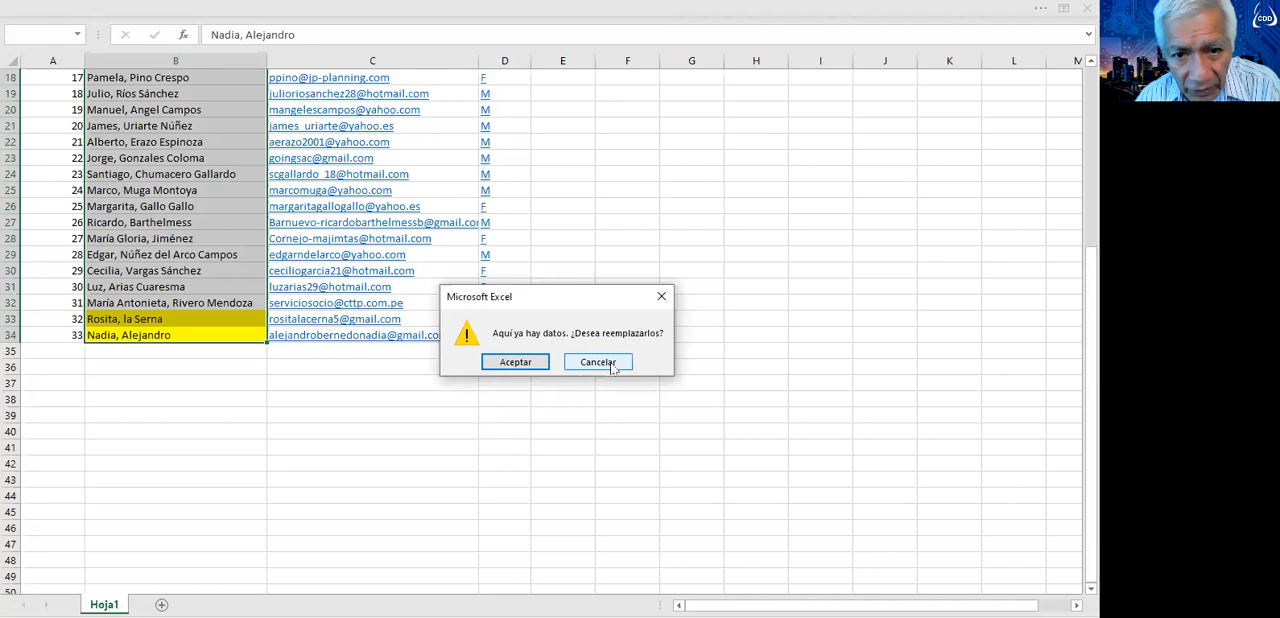 Nadia, Alejandro
CDD
A B C D E F G H I J K L M
18 17 Pamela, Pino Crespo ppino@jp-planning.com F
19 18 Julio, Ríos Sánchez julioriosanchez28@hotmail.com M
20 19 Manuel, Angel Campos mangelescampos@yahoo.com M
21 20 James, Uriarte Núñez james_uriarte@yahoo.es M
22 21 Alberto, Erazo Espinoza aerazo2001@yahoo.com M
23 22 Jorge, Gonzales Coloma goingsac@gmail.com M
24 23 Santiago, Chumacero Gallardo scgallardo_18@hotmail.com M
25 24 Marco, Muga Montoya marcomuga@yahoo.com M
26 25 Margarita, Gallo Gallo margaritagallogallo@yahoo.es F
27 26 Ricardo, Barthelmess Barnuevo-ricardobarthelmessb@gmail.co M
28 27 María Gloria, Jiménez Cornejo-majimtas@hotmail.com F
29 28 Edgar, Núñez del Arco Campos edgarndelarco@yahoo.com M
30 29 Cecilia, Vargas Sánchez ceciliogarcia21@hotmail.com F
31 30 Luz, Arias Cuaresma luzarias29@hotmail.com
32 31 María Antonieta, Rivero Mendoza serviciosocio@cttp.com.pe
33 32 Rosita, la Serna rositalacerna5@gmail.com
34 33 Nadia, Alejandro alejandrobernedonadia@gmail.co
Microsoft Excel
Aquí ya hay datos. ¿Desea reemplazarlos?
Aceptar Cancelar
35
36
37
38
39
40
41
42
43
44
45
46
47
48
49
50
Hoja1